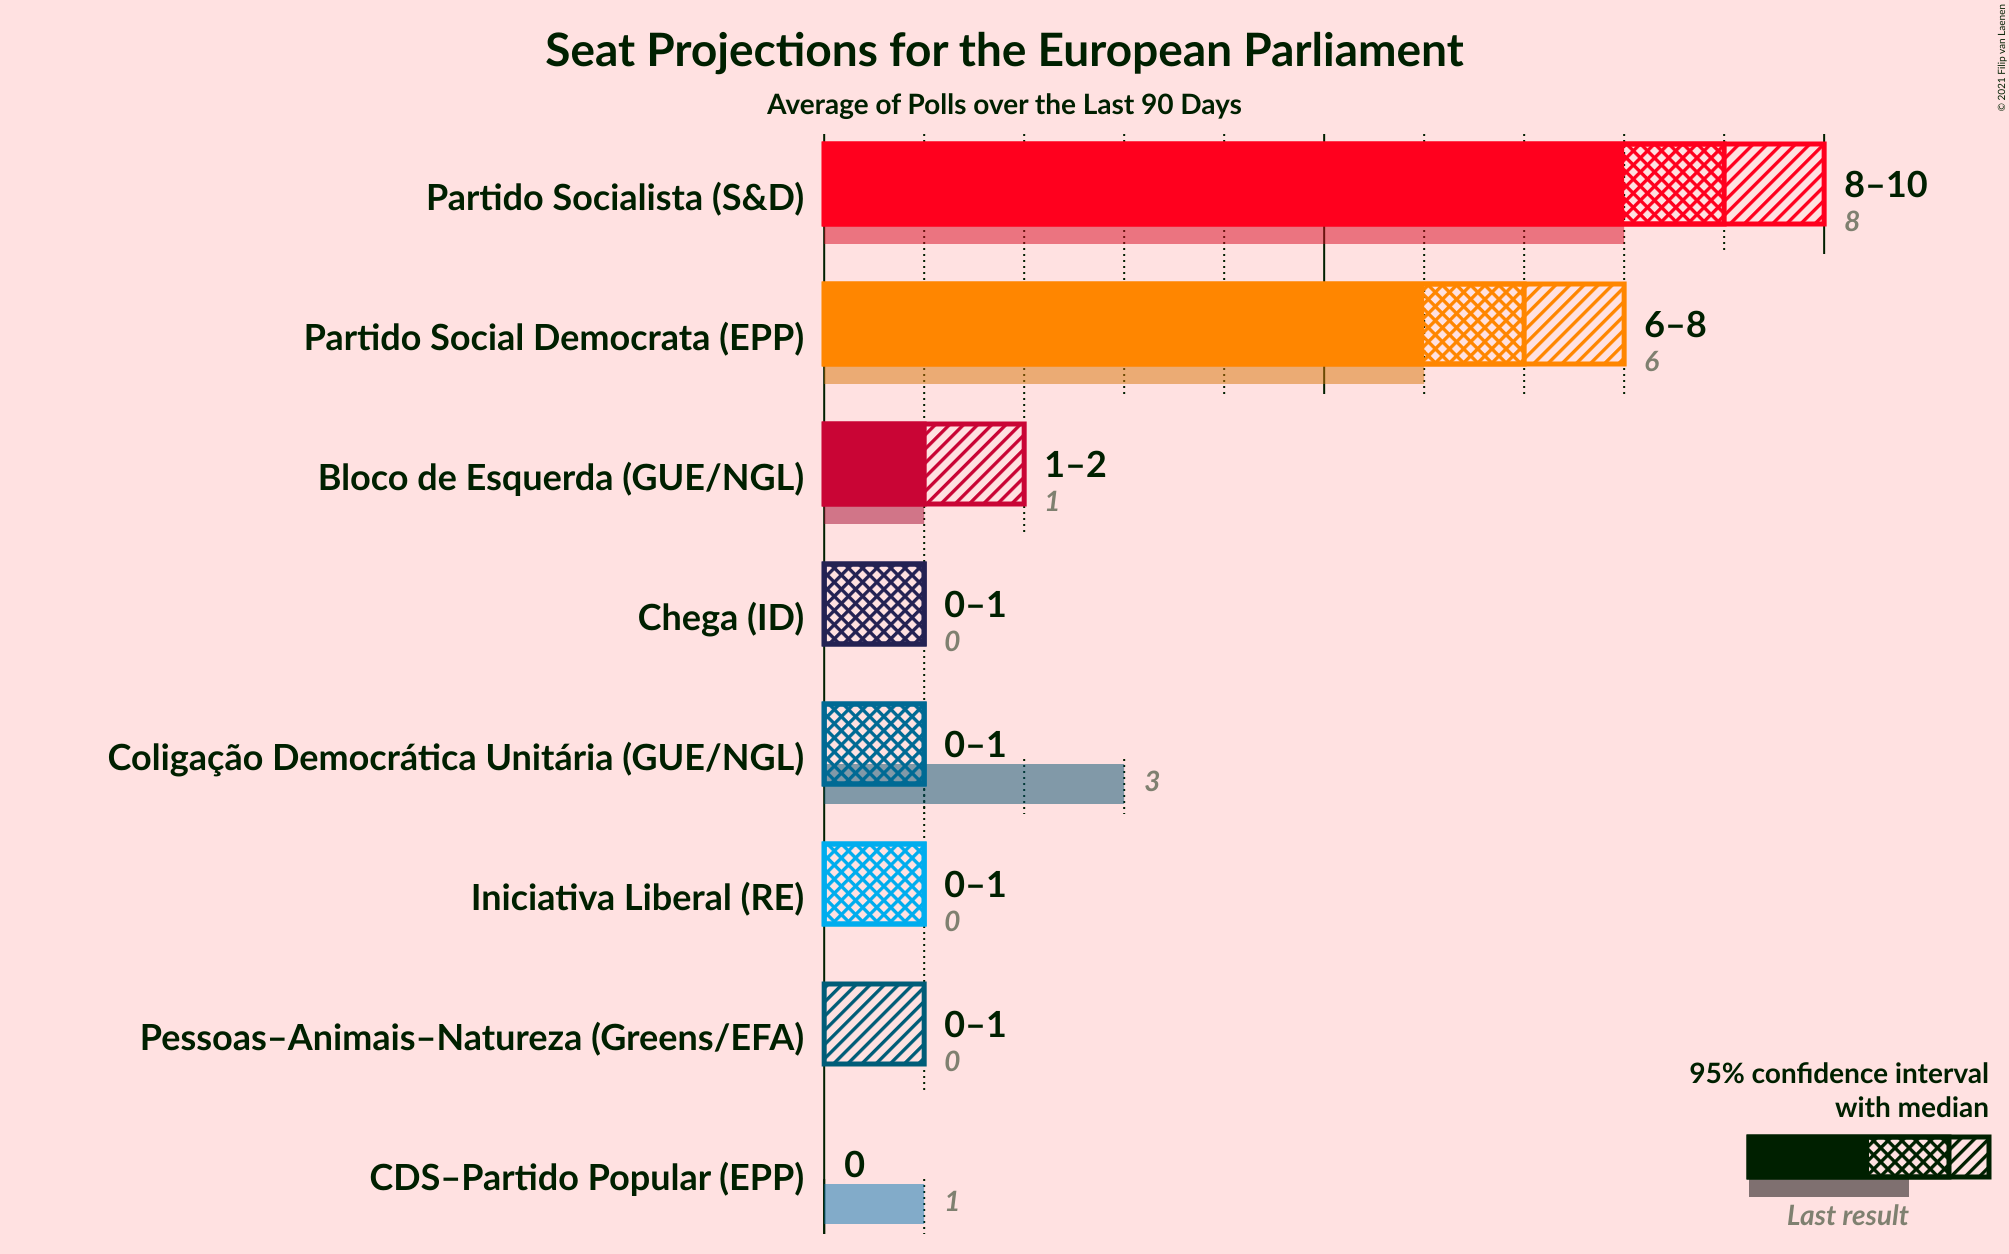 Seat Projections for the European Parliament
Average of Polls over the Last 90 Days
© 2021 Filip van Laenen
Partido Socialista (S&D)
8–10
8
Partido Social Democrata (EPP)
6–8
6
Bloco de Esquerda (GUE/NGL)
1–2
1
Chega (ID)
0–1
0
Coligação Democrática Unitária (GUE/NGL)
0–1
3
Iniciativa Liberal (RE)
0–1
0
Pessoas–Animais–Natureza (Greens/EFA)
0–1
0
CDS–Partido Popular (EPP)
0
1
95% confidence interval
with median
Last result